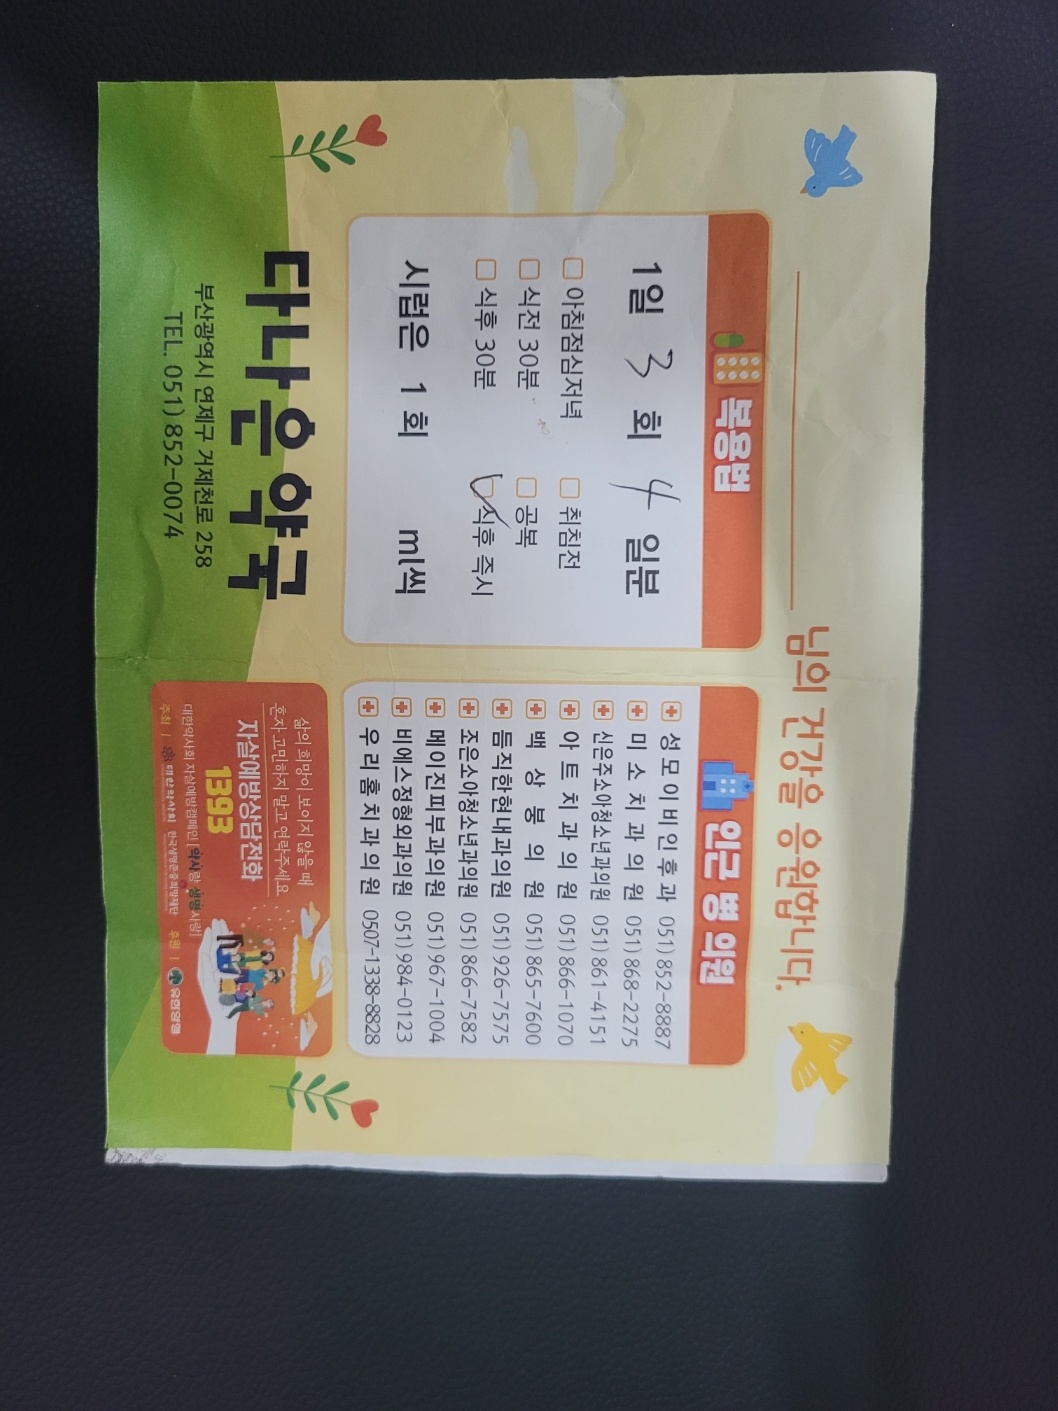 님의 건강을 응원합니다.
복용법
1일 3 회 4 일분
아침점심저녁 취침전
식전 30분 공복
식후 30분 식후 즉시
시럽은 1 회 ml씩
인근 병 의원
성모이비인후과 051)852-8887
미소치과의원 051)868-2275
신은주소아청소년과의원 051)861-4151
아트치과의원 051)866-1070
백상봉의원 051)865-7600
듬직한현내과의원 051)926-7575
조은소아청소년과의원 051)866-7582
메이진피부과의원 051)967-1004
비에스정형외과의원 051)984-0123
우리홈치과의원 0507-1338-8828
다나은약국
부산광역시 연제구 거제천로 258
TEL. 051)852-0074
삶의 희망이 보이지 않을 때
혼자 고민하지 말고 연락주세요
자살예방상담전화
1393
대한약사회 자살예방캠페인 | 약사랑 생명사랑
주최 | 대한약사회 한국생명존중희망재단 후원 | 유한양행